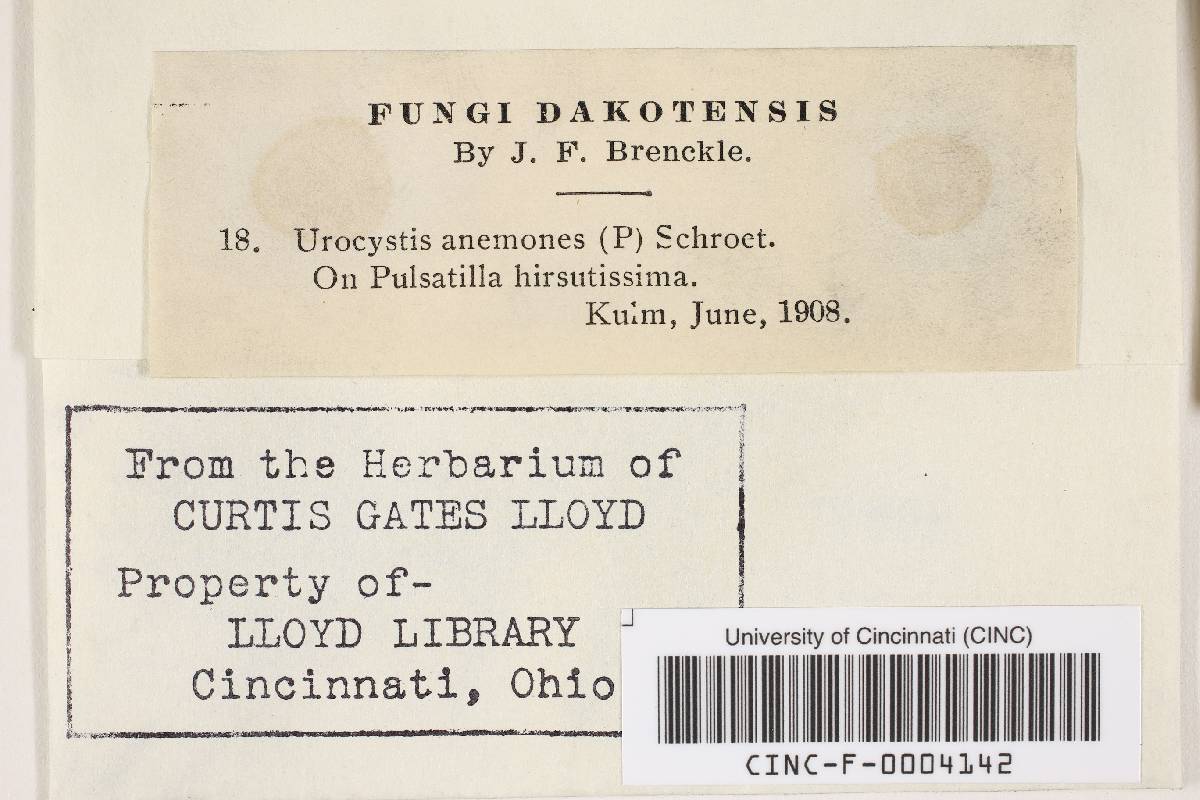 FUNGI DAKOTENSIS
By J. F. Brenckle.
18. Urocystis anemones (P) Schroet.
On Pulsatilla hirsutissima.
Kulm, June, 1908.
From the Herbarium of
CURTIS GATES LLOYD
Property of-
LLOYD LIBRARY
Cincinnati, Ohio
University of Cincinnati (CINC)
CINC-F-0004142